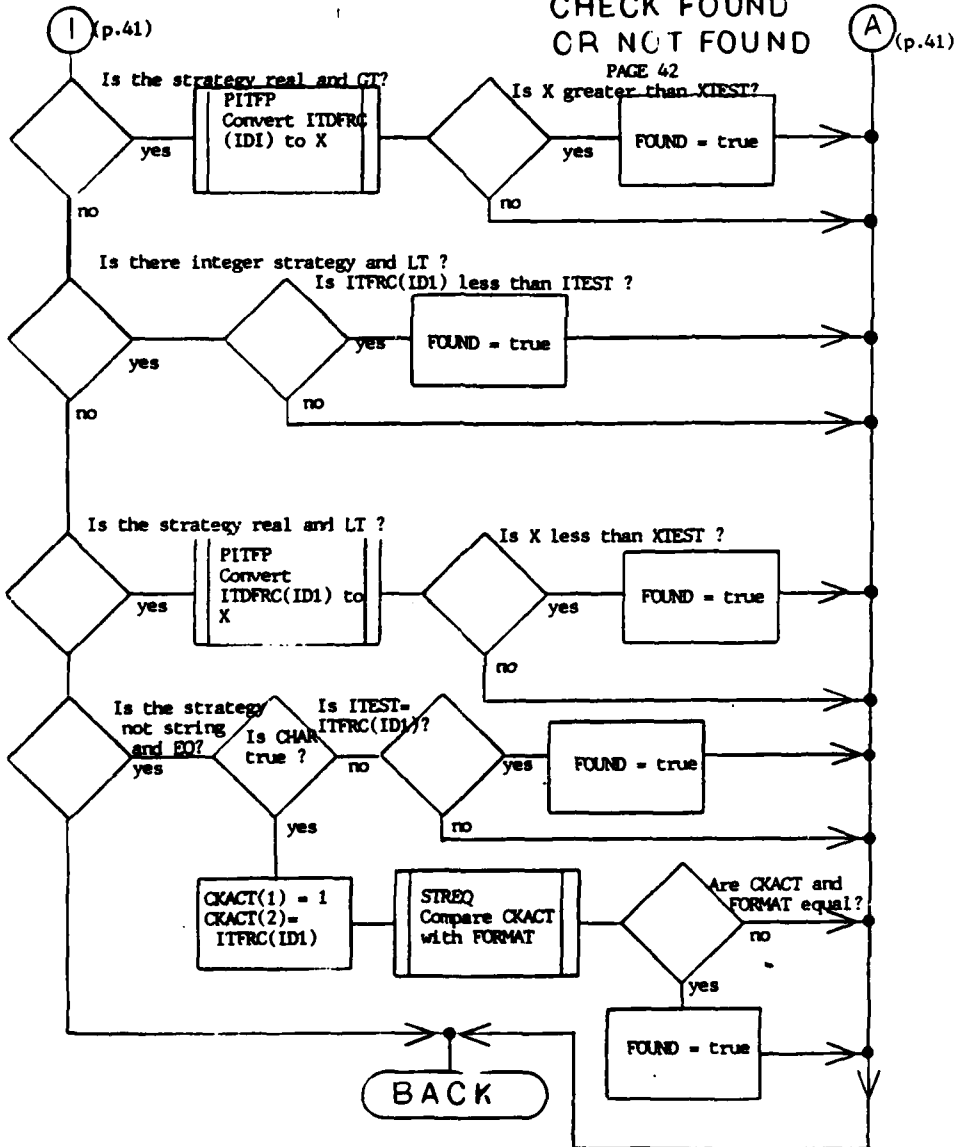 CHECK FOUND
OR NOT FOUND
PAGE 42
I
(p.41)
A
(p.41)
Is the strategy real and GT?
PITFP
Convert ITDFRC
(IDI) to X
yes
no
Is X greater than XTEST?
yes
no
FOUND = true
Is there integer strategy and LT ?
yes
no
Is ITFRC(ID1) less than ITEST ?
yes
no
FOUND = true
Is the strategy real and LT ?
yes
PITFP
Convert
ITDFRC(ID1) to
X
Is X less than XTEST ?
yes
no
FOUND = true
Is the strategy
not string
and EQ?
yes
Is CHAR
true ?
no
yes
Is ITEST=
ITFRC(ID1)?
yes
no
FOUND = true
CKACT(1) = 1
CKACT(2)=
ITFRC(ID1)
STREQ
Compare CKACT
with FORMAT
Are CKACT and
FORMAT equal?
no
yes
FOUND = true
BACK